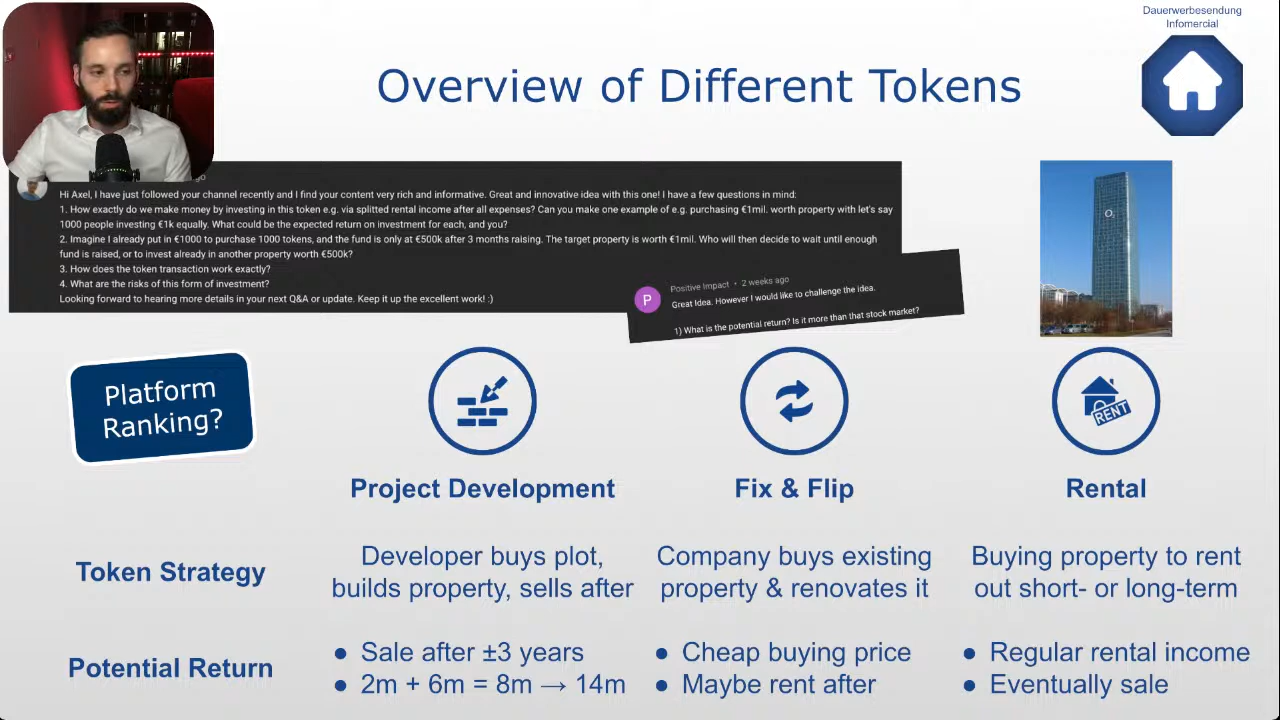 Dauerwerbesendung
Infomercial
Overview of Different Tokens
go
Hi Axel, I have just followed your channel recently and I find your content very rich and informative. Great and innovative idea with this one! I have a few questions in mind:
1. How exactly do we make money by investing in this token e.g. via splitted rental income after all expenses? Can you make one example of e.g. purchasing €1mil. worth property with let's say
1000 people investing €1k equally. What could be the expected return on investment for each, and you?
2. Imagine I already put in €1000 to purchase 1000 tokens, and the fund is only at €500k after 3 months raising. The target property is worth €1mil. Who will then decide to wait until enough
fund is raised, or to invest already in another property worth €500k?
3. How does the token transaction work exactly?
4. What are the risks of this form of investment?
Looking forward to hearing more details in your next Q&A or update. Keep it up the excellent work! :)
P
Positive Impact • 2 weeks ago
Great Idea. However I would like to challenge the idea.
1) What is the potential return? Is it more than that stock market?
O₂
Platform
Ranking?
RENT
Project Development
Fix & Flip
Rental
Token Strategy
Developer buys plot,
builds property, sells after
Company buys existing
property & renovates it
Buying property to rent
out short- or long-term
Potential Return
● Sale after ±3 years
● 2m + 6m = 8m → 14m
● Cheap buying price
● Maybe rent after
● Regular rental income
● Eventually sale